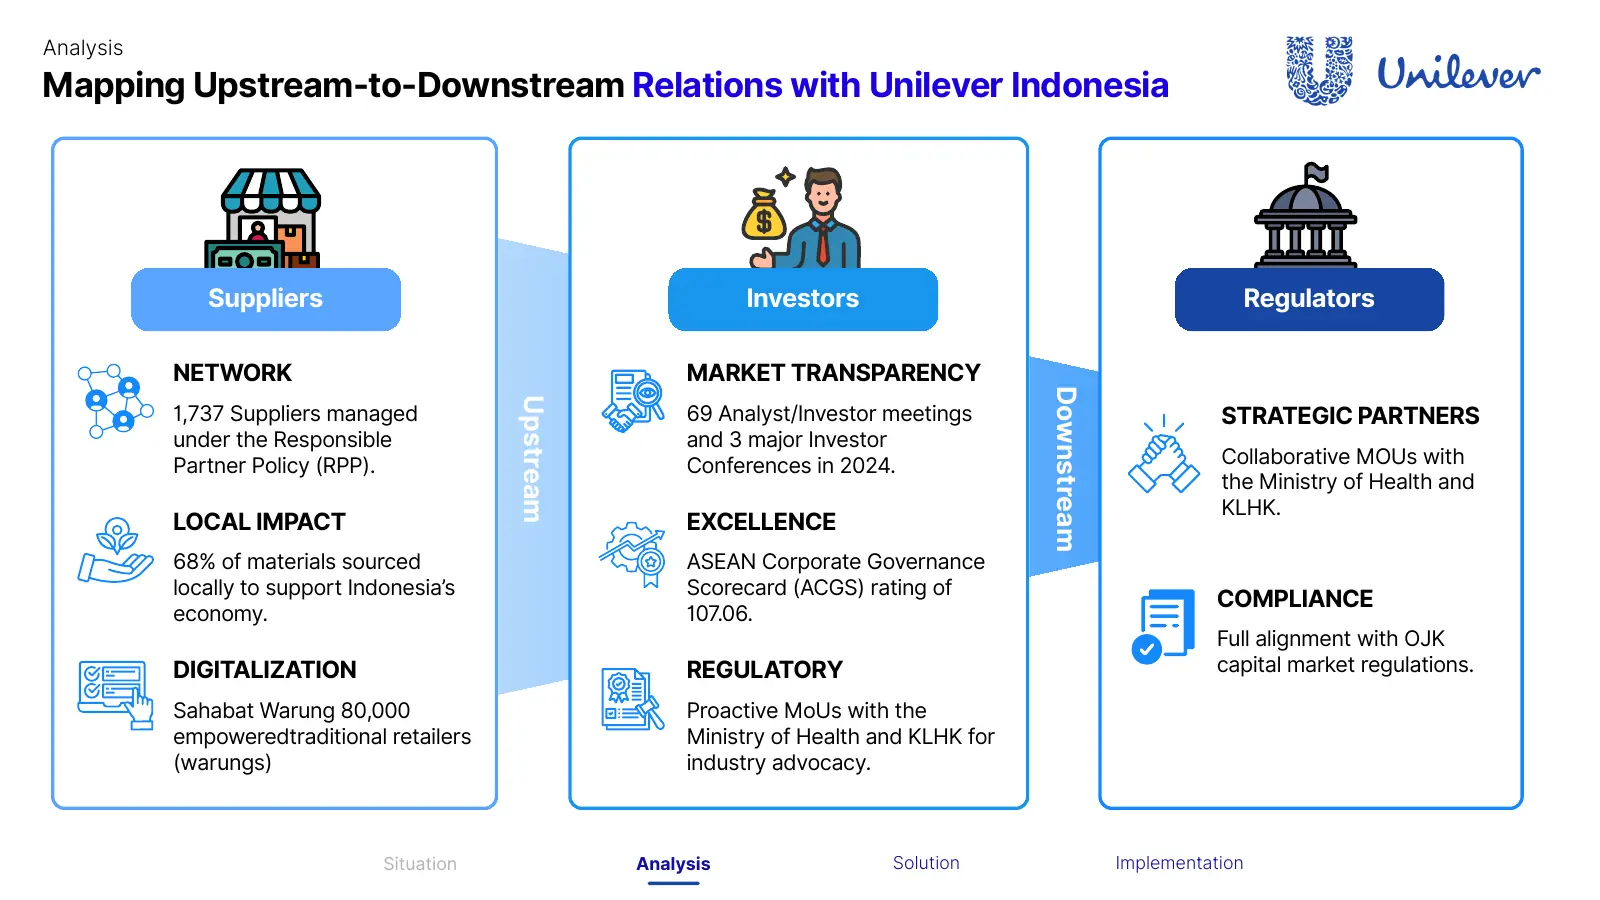 Analysis
Mapping Upstream-to-Downstream Relations with Unilever Indonesia
Unilever
Suppliers
NETWORK
1,737 Suppliers managed
under the Responsible
Partner Policy (RPP).
LOCAL IMPACT
68% of materials sourced
locally to support Indonesia’s
economy.
DIGITALIZATION
Sahabat Warung 80,000
empoweredtraditional retailers
(warungs)
Upstream
$
Investors
MARKET TRANSPARENCY
69 Analyst/Investor meetings
and 3 major Investor
Conferences in 2024.
EXCELLENCE
ASEAN Corporate Governance
Scorecard (ACGS) rating of
107.06.
REGULATORY
Proactive MoUs with the
Ministry of Health and KLHK for
industry advocacy.
Downstream
Regulators
STRATEGIC PARTNERS
Collaborative MOUs with
the Ministry of Health and
KLHK.
COMPLIANCE
Full alignment with OJK
capital market regulations.
Situation
Analysis
Solution
Implementation